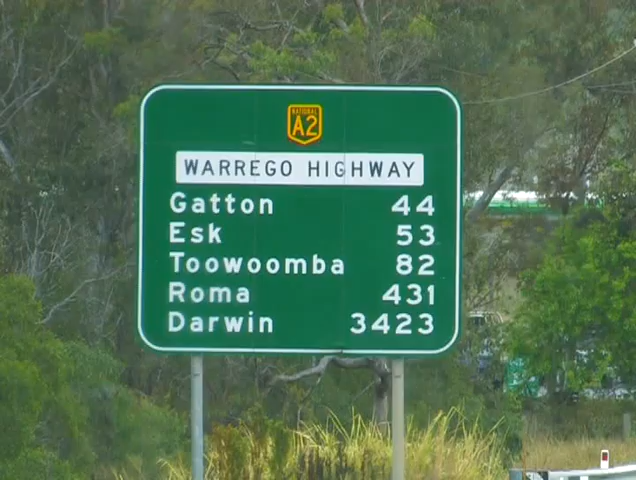 NATIONAL
A2
WARREGO HIGHWAY
Gatton 44
Esk 53
Toowoomba 82
Roma 431
Darwin 3423